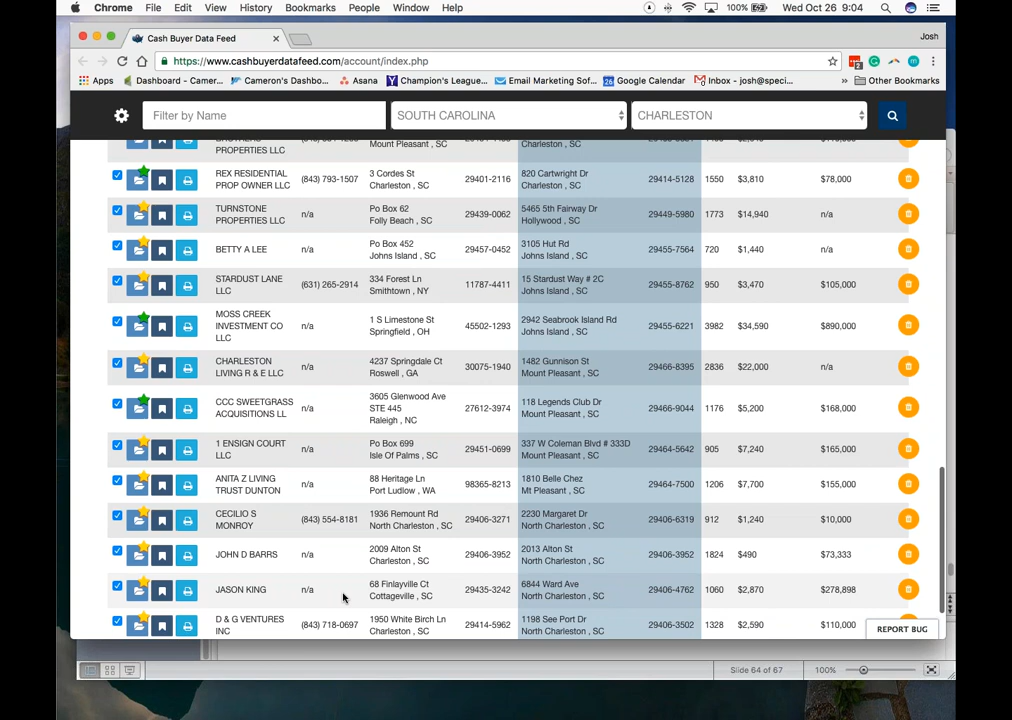 Chrome File Edit View History Bookmarks People Window Help 100% Wed Oct 26 9:04
Cash Buyer Data Feed Josh
https://www.cashbuyerdatafeed.com/account/index.php
Apps Dashboard - Camer... Cameron's Dashbo... Asana Champion's League... Email Marketing Sof... 26 Google Calendar Inbox - josh@speci... » Other Bookmarks
Filter by Name SOUTH CAROLINA CHARLESTON
PROPERTIES LLC Mount Pleasant , SC Charleston , SC
REX RESIDENTIAL PROP OWNER LLC (843) 793-1507 3 Cordes St Charleston , SC 29401-2116 820 Cartwright Dr Charleston , SC 29414-5128 1550 $3,810 $78,000
TURNSTONE PROPERTIES LLC n/a Po Box 62 Folly Beach , SC 29439-0062 5465 5th Fairway Dr Hollywood , SC 29449-5980 1773 $14,940 n/a
BETTY A LEE n/a Po Box 452 Johns Island , SC 29457-0452 3105 Hut Rd Johns Island , SC 29455-7564 720 $1,440 n/a
STARDUST LANE LLC (631) 265-2914 334 Forest Ln Smithtown , NY 11787-4411 15 Stardust Way # 2C Johns Island , SC 29455-8762 950 $3,470 $105,000
MOSS CREEK INVESTMENT CO LLC n/a 1 S Limestone St Springfield , OH 45502-1293 2942 Seabrook Island Rd Johns Island , SC 29455-6221 3982 $34,590 $890,000
CHARLESTON LIVING R & E LLC n/a 4237 Springdale Ct Roswell , GA 30075-1940 1482 Gunnison St Mount Pleasant , SC 29466-8395 2836 $22,000 n/a
CCC SWEETGRASS ACQUISITIONS LL n/a 3605 Glenwood Ave STE 445 Raleigh , NC 27612-3974 118 Legends Club Dr Mount Pleasant , SC 29466-9044 1176 $5,200 $168,000
1 ENSIGN COURT LLC n/a Po Box 699 Isle Of Palms , SC 29451-0699 337 W Coleman Blvd # 333D Mount Pleasant , SC 29464-5642 905 $7,240 $165,000
ANITA Z LIVING TRUST DUNTON n/a 88 Heritage Ln Port Ludlow , WA 98365-8213 1810 Belle Chez Mt Pleasant , SC 29464-7500 1206 $7,700 $155,000
CECILIO S MONROY (843) 554-8181 1936 Remount Rd North Charleston , SC 29406-3271 2230 Margaret Dr North Charleston , SC 29406-6319 912 $1,240 $10,000
JOHN D BARRS n/a 2009 Alton St North Charleston , SC 29406-3952 2013 Alton St North Charleston , SC 29406-3952 1824 $490 $73,333
JASON KING n/a 68 Finlayville Ct Cottageville , SC 29435-3242 6844 Ward Ave North Charleston , SC 29406-4762 1060 $2,870 $278,898
D & G VENTURES INC (843) 718-0697 1950 White Birch Ln Charleston , SC 29414-5962 1198 See Port Dr North Charleston , SC 29406-3502 1328 $2,590 $110,000
REPORT BUG
Slide 64 of 67 100%